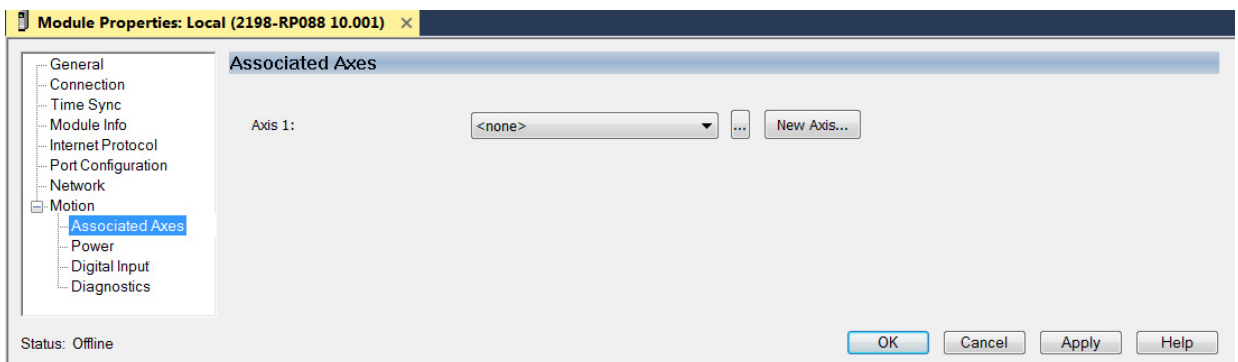 Module Properties: Local (2198-RP088 10.001) ×
General
Connection
Time Sync
Module Info
Internet Protocol
Port Configuration
Network
Motion
Associated Axes
Power
Digital Input
Diagnostics
Associated Axes
Axis 1: <none> ... New Axis...
Status: Offline OK Cancel Apply Help